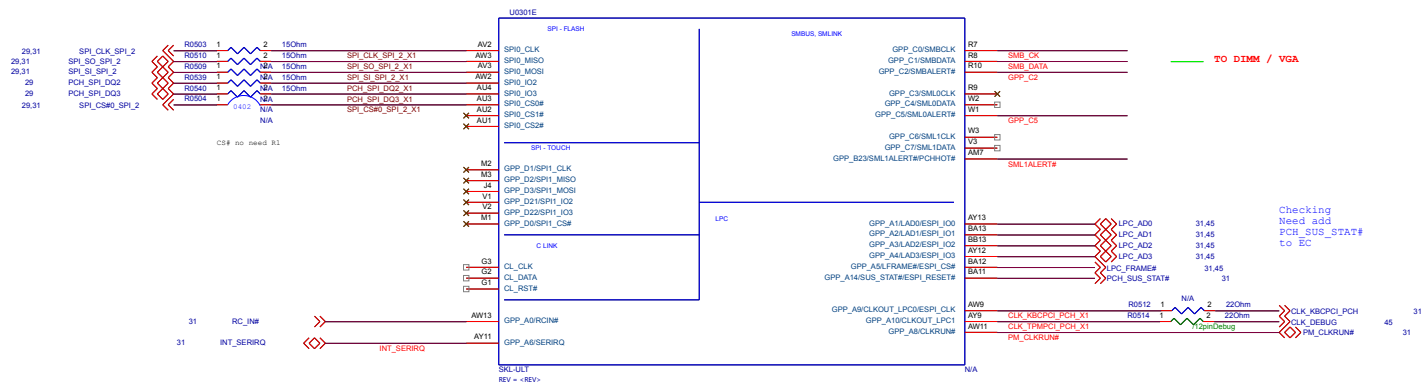 U0301E
SPI - FLASH
SMBUS, SMLINK
29,31 SPI_CLK_SPI_2 R0503 1 2 15Ohm AV2 SPI0_CLK
29,31 SPI_SO_SPI_2 R0510 1 2 15Ohm SPI_CLK_SPI_2_X1 AW3 SPI0_MISO
29,31 SPI_SI_SPI_2 R0509 1 2 15Ohm N/A SPI_SO_SPI_2_X1 AV3 SPI0_MOSI
29 PCH_SPI_DQ2 R0539 1 2 15Ohm N/A SPI_SI_SPI_2_X1 AW2 SPI0_IO2
29 PCH_SPI_DQ3 R0540 1 2 15Ohm N/A PCH_SPI_DQ2_X1 AU4 SPI0_IO3
29,31 SPI_CS#0_SPI_2 R0504 1 2 N/A PCH_SPI_DQ3_X1 AU3 SPI0_CS0#
0402 N/A SPI_CS#0_SPI_2_X1 AU2 SPI0_CS1#
N/A AU1 SPI0_CS2#
CS# no need R1
GPP_C0/SMBCLK R7
GPP_C1/SMBDATA R8 SMB_CK
GPP_C2/SMBALERT# R10 SMB_DATA
GPP_C2
TO DIMM / VGA
GPP_C3/SML0CLK R9
GPP_C4/SML0DATA W2
GPP_C5/SML0ALERT# W1
GPP_C5
GPP_C6/SML1CLK W3
GPP_C7/SML1DATA V3
GPP_B23/SML1ALERT#/PCHHOT# AM7
SML1ALERT#
SPI - TOUCH
M2 GPP_D1/SPI1_CLK
M3 GPP_D2/SPI1_MISO
J4 GPP_D3/SPI1_MOSI
V1 GPP_D21/SPI1_IO2
V2 GPP_D22/SPI1_IO3
M1 GPP_D0/SPI1_CS#
LPC
GPP_A1/LAD0/ESPI_IO0 AY13 LPC_AD0 31,45
GPP_A2/LAD1/ESPI_IO1 BA13 LPC_AD1 31,45
GPP_A3/LAD2/ESPI_IO2 BB13 LPC_AD2 31,45
GPP_A4/LAD3/ESPI_IO3 AY12 LPC_AD3 31,45
GPP_A5/LFRAME#/ESPI_CS# BA12 LPC_FRAME# 31,45
GPP_A14/SUS_STAT#/ESPI_RESET# BA11 PCH_SUS_STAT# 31
Checking
Need add
PCH_SUS_STAT#
to EC
C LINK
G3 CL_CLK
G2 CL_DATA
G1 CL_RST#
31 RC_IN# AW13 GPP_A0/RCIN#
31 INT_SERIRQ AY11 GPP_A6/SERIRQ
INT_SERIRQ
N/A
GPP_A9/CLKOUT_LPC0/ESPI_CLK AW9 R0512 1 2 22Ohm CLK_KBCPCI_PCH 31
GPP_A10/CLKOUT_LPC1 AY9 CLK_KBCPCI_PCH_X1 R0514 1 2 22Ohm CLK_DEBUG 45
GPP_A8/CLKRUN# AW11 CLK_TPMPCI_PCH_X1 /12pinDebug PM_CLKRUN# 31
PM_CLKRUN#
SKL-ULT
N/A
REV = <REV>